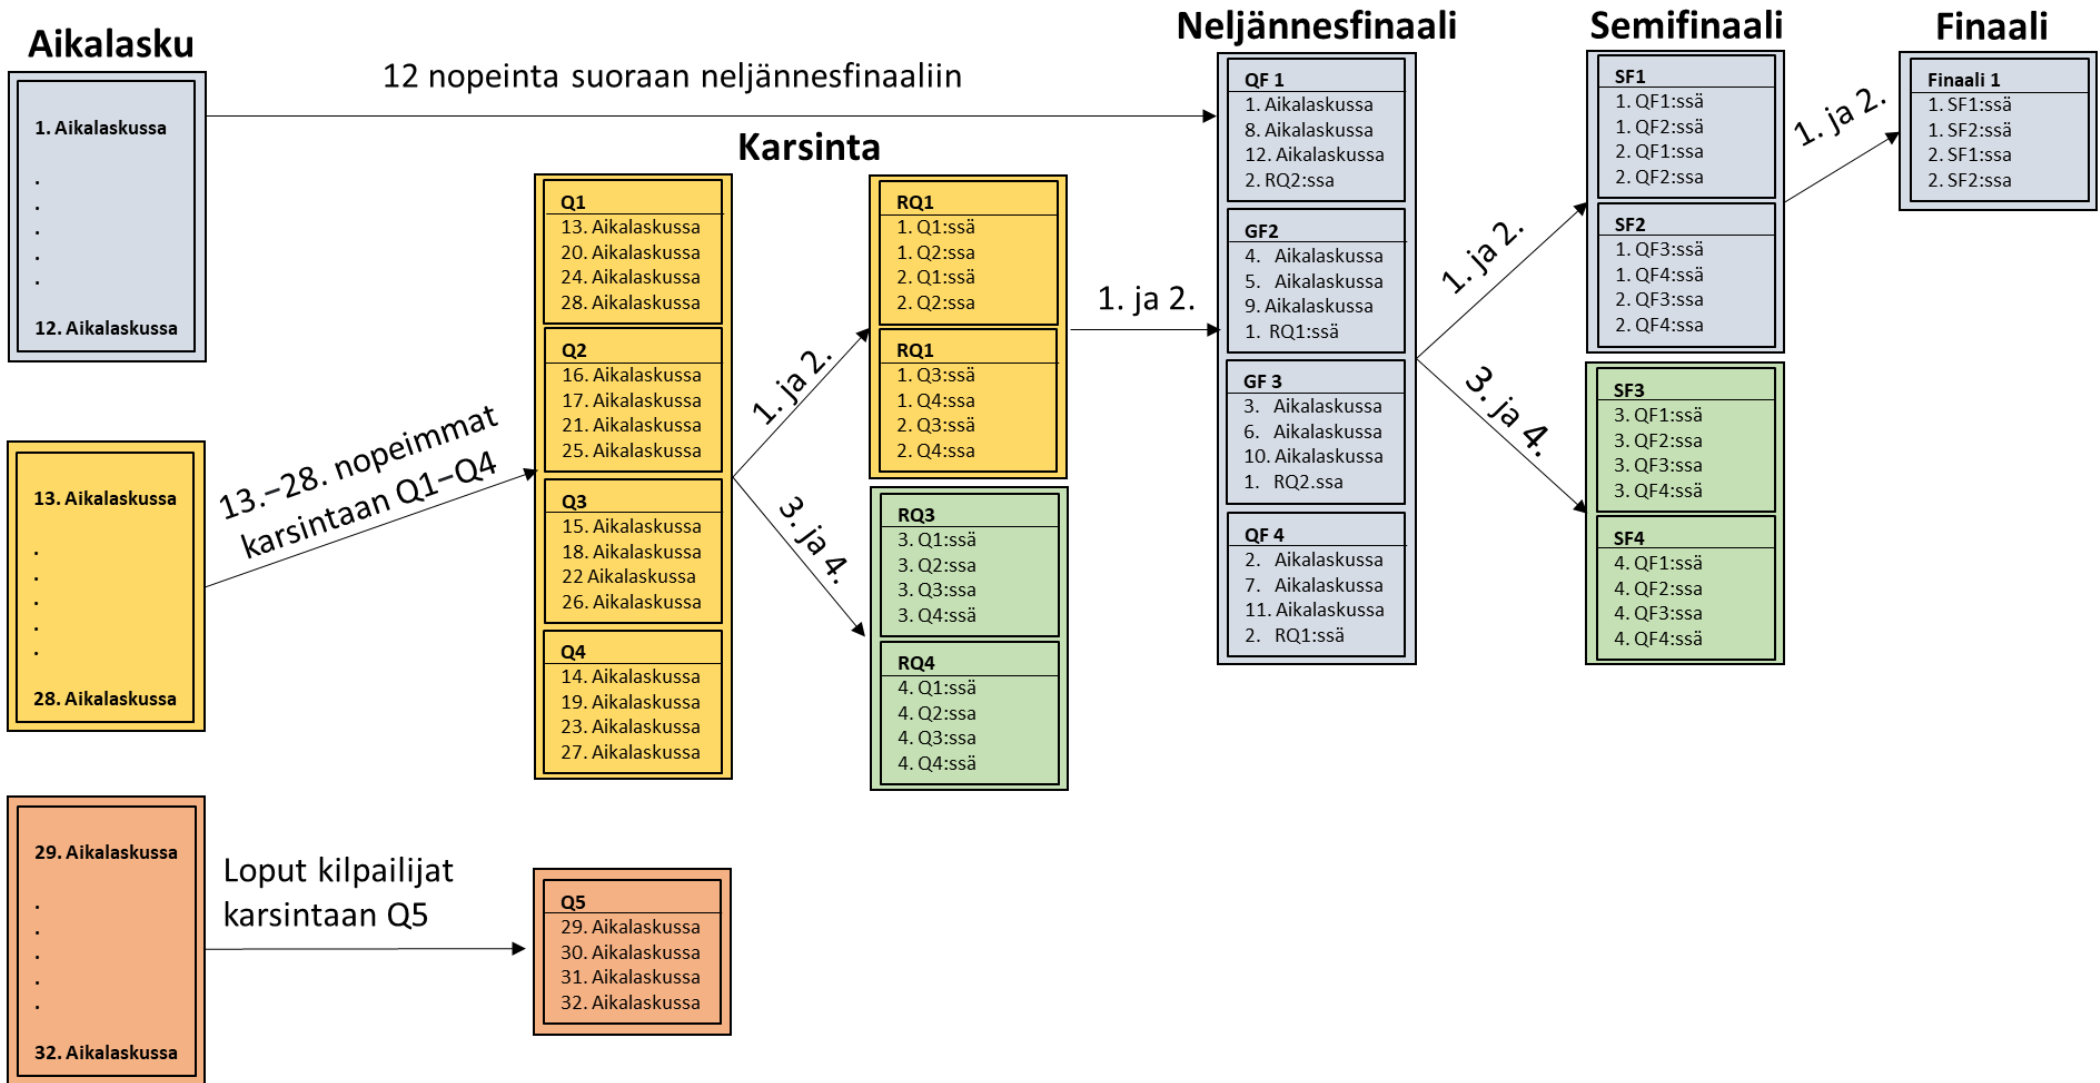 Aikalasku
1. Aikalaskussa
.
.
.
.
.
12. Aikalaskussa
12 nopeinta suoraan neljännesfinaaliin
13. Aikalaskussa
.
.
.
.
.
28. Aikalaskussa
13.–28. nopeimmat
karsintaan Q1–Q4
29. Aikalaskussa
.
.
.
.
.
32. Aikalaskussa
Loput kilpailijat
karsintaan Q5
Karsinta
Q1
13. Aikalaskussa
20. Aikalaskussa
24. Aikalaskussa
28. Aikalaskussa
Q2
16. Aikalaskussa
17. Aikalaskussa
21. Aikalaskussa
25. Aikalaskussa
Q3
15. Aikalaskussa
18. Aikalaskussa
22 Aikalaskussa
26. Aikalaskussa
Q4
14. Aikalaskussa
19. Aikalaskussa
23. Aikalaskussa
27. Aikalaskussa
Q5
29. Aikalaskussa
30. Aikalaskussa
31. Aikalaskussa
32. Aikalaskussa
1. ja 2.
3. ja 4.
RQ1
1. Q1:ssä
1. Q2:ssa
2. Q1:ssä
2. Q2:ssa
RQ1
1. Q3:ssä
1. Q4:ssa
2. Q3:ssä
2. Q4:ssa
RQ3
3. Q1:ssä
3. Q2:ssa
3. Q3:ssa
3. Q4:ssä
RQ4
4. Q1:ssä
4. Q2:ssa
4. Q3:ssa
4. Q4:ssä
1. ja 2.
Neljännesfinaali
QF 1
1. Aikalaskussa
8. Aikalaskussa
12. Aikalaskussa
2. RQ2:ssa
GF2
4. Aikalaskussa
5. Aikalaskussa
9. Aikalaskussa
1. RQ1:ssä
GF 3
3. Aikalaskussa
6. Aikalaskussa
10. Aikalaskussa
1. RQ2.ssa
QF 4
2. Aikalaskussa
7. Aikalaskussa
11. Aikalaskussa
2. RQ1:ssä
1. ja 2.
3. ja 4.
Semifinaali
SF1
1. QF1:ssä
1. QF2:ssä
2. QF1:ssa
2. QF2:ssa
SF2
1. QF3:ssä
1. QF4:ssä
2. QF3:ssa
2. QF4:ssa
SF3
3. QF1:ssä
3. QF2:ssa
3. QF3:ssa
3. QF4:ssä
SF4
4. QF1:ssä
4. QF2:ssa
4. QF3:ssa
4. QF4:ssä
1. ja 2.
Finaali
Finaali 1
1. SF1:ssä
1. SF2:ssä
2. SF1:ssa
2. SF2:ssa